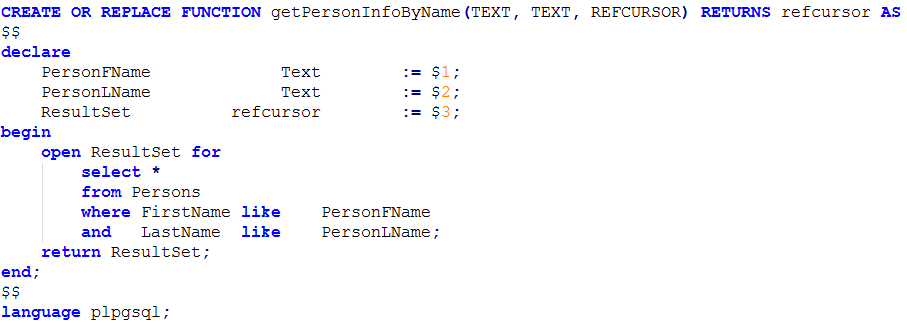 CREATE OR REPLACE FUNCTION getPersonInfoByName(TEXT, TEXT, REFCURSOR) RETURNS refcursor AS
$$
declare
    PersonFName             Text        := $1;
    PersonLName             Text        := $2;
    ResultSet          refcursor        := $3;
begin
    open ResultSet for
        select *
        from Persons
        where FirstName like    PersonFName
        and   LastName  like    PersonLName;
    return ResultSet;
end;
$$
language plpgsql;